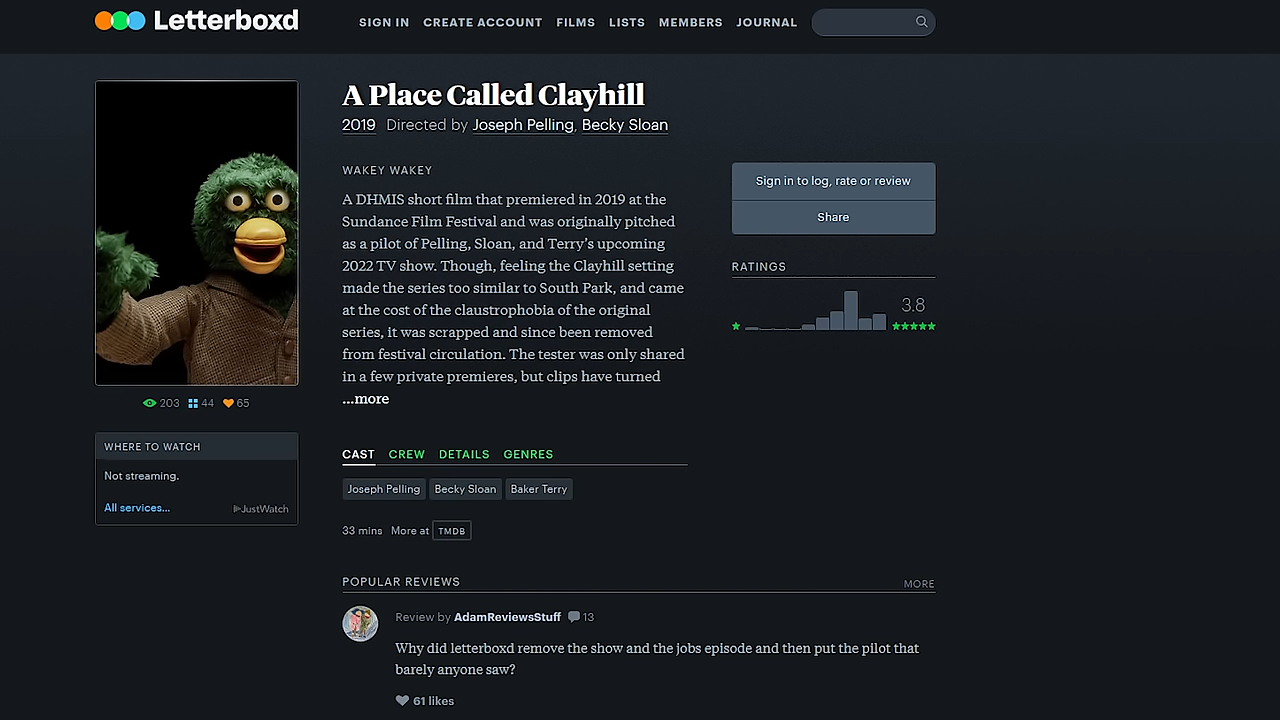 Letterboxd
SIGN IN CREATE ACCOUNT FILMS LISTS MEMBERS JOURNAL
A Place Called Clayhill
2019 Directed by Joseph Pelling, Becky Sloan
WAKEY WAKEY
A DHMIS short film that premiered in 2019 at the
Sundance Film Festival and was originally pitched
as a pilot of Pelling, Sloan, and Terry’s upcoming
2022 TV show. Though, feeling the Clayhill setting
made the series too similar to South Park, and came
at the cost of the claustrophobia of the original
series, it was scrapped and since been removed
from festival circulation. The tester was only shared
in a few private premieres, but clips have turned
...more
Sign in to log, rate or review
Share
RATINGS
3.8
203 44 65
WHERE TO WATCH
Not streaming.
All services...
JustWatch
CAST CREW DETAILS GENRES
Joseph Pelling Becky Sloan Baker Terry
33 mins More at TMDB
POPULAR REVIEWS
MORE
Review by AdamReviewsStuff 13
Why did letterboxd remove the show and the jobs episode and then put the pilot that
barely anyone saw?
61 likes